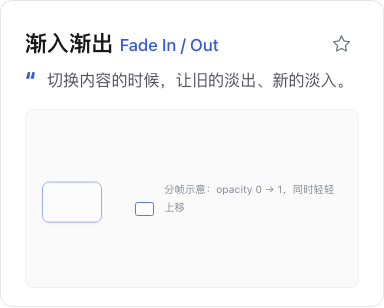 渐入渐出 Fade In / Out
“ 切换内容的时候，让旧的淡出、新的淡入。
分帧示意：opacity 0 → 1，同时轻轻
上移